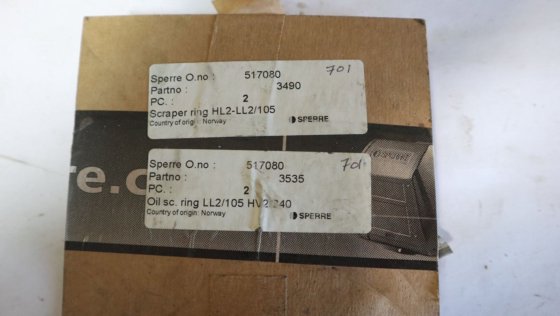 Sperre O.no : 517080 701
Partno : 3490
PC. : 2
Scraper ring HL2-LL2/105
Country of origin: Norway SPERRE
re.c
Sperre O.no : 517080 701
Partno : 3535
PC. : 2
Oil sc. ring LL2/105 HV2/240
Country of origin: Norway SPERRE